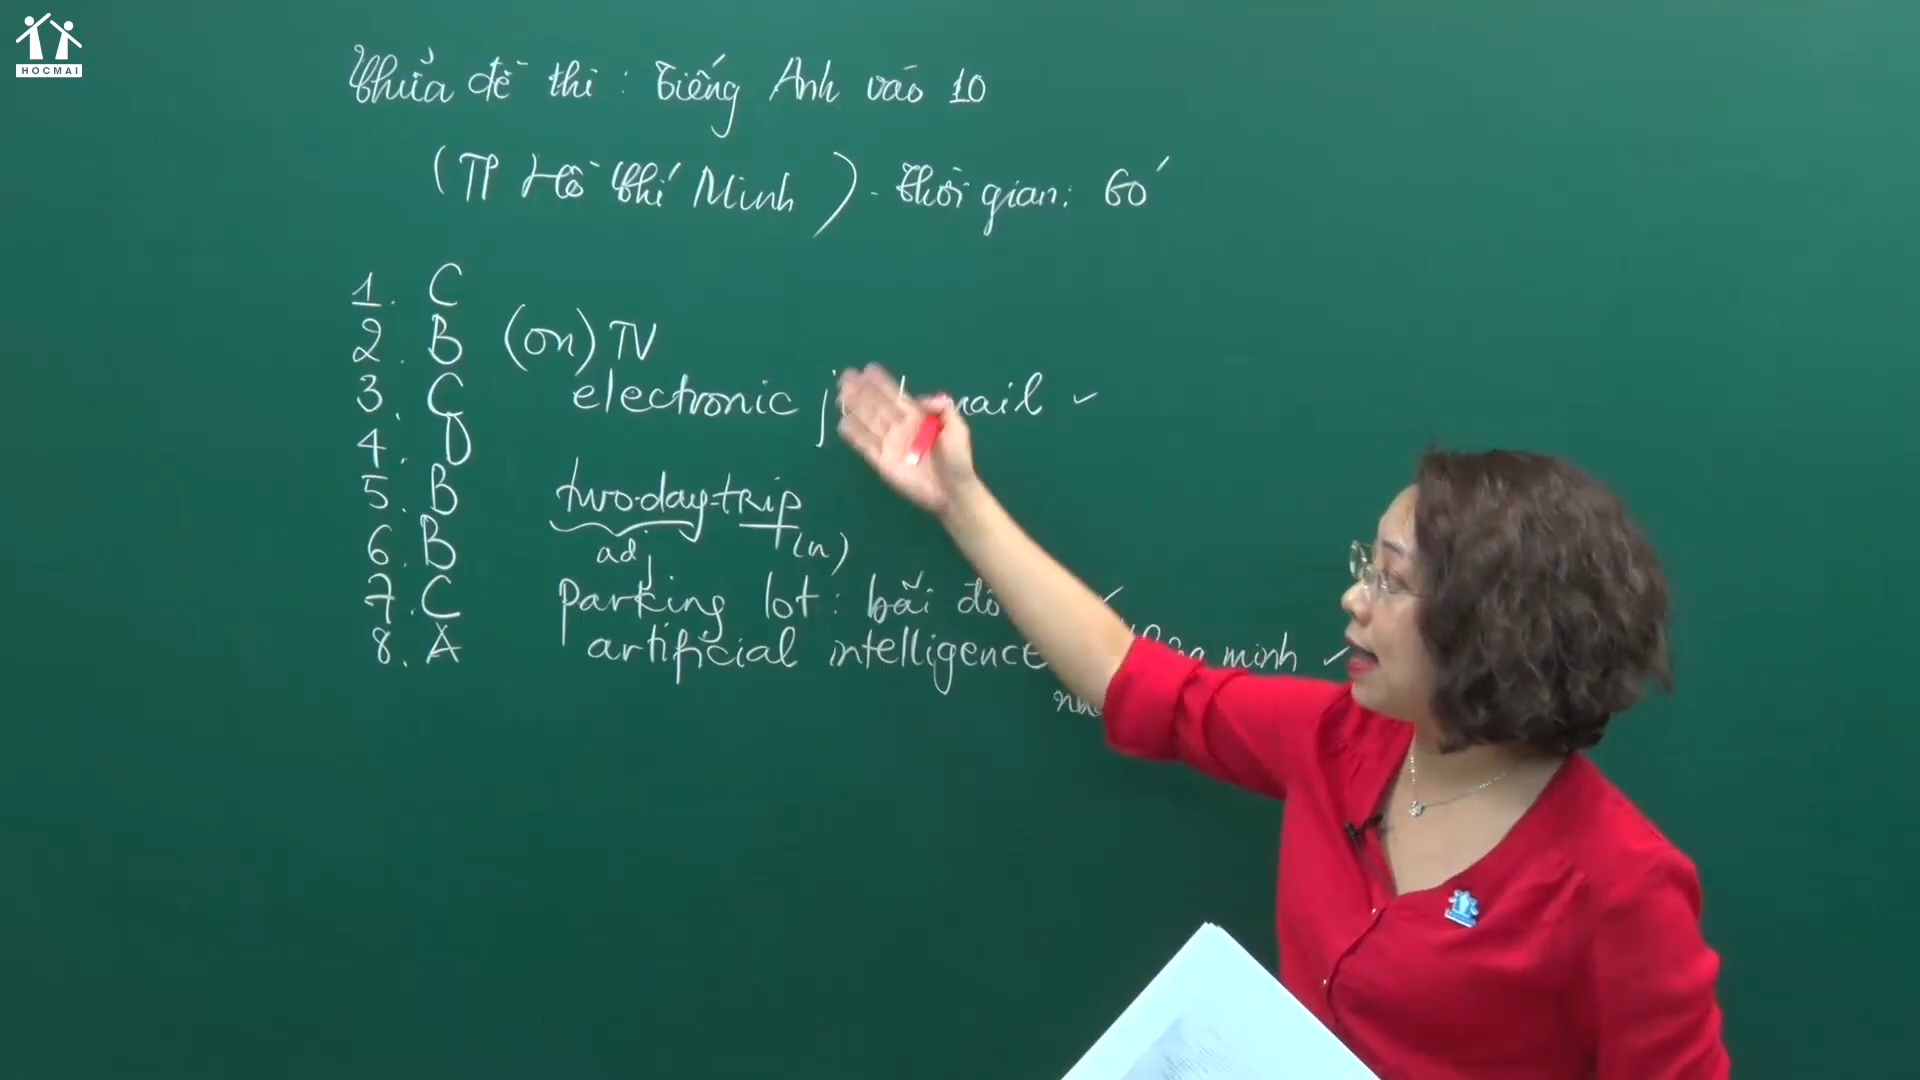 HOCMAI
Chữa đề thi : Tiếng Anh vào 10
(TP Hồ Chí Minh) - Thời gian: 60'
1. C
2. B (on) TV
3. C electronic mail ✓
4. D
5. B two-day-trip
adj (n)
6. B
7. C parking lot : bãi ✓
8. A artificial intelligence minh ✓